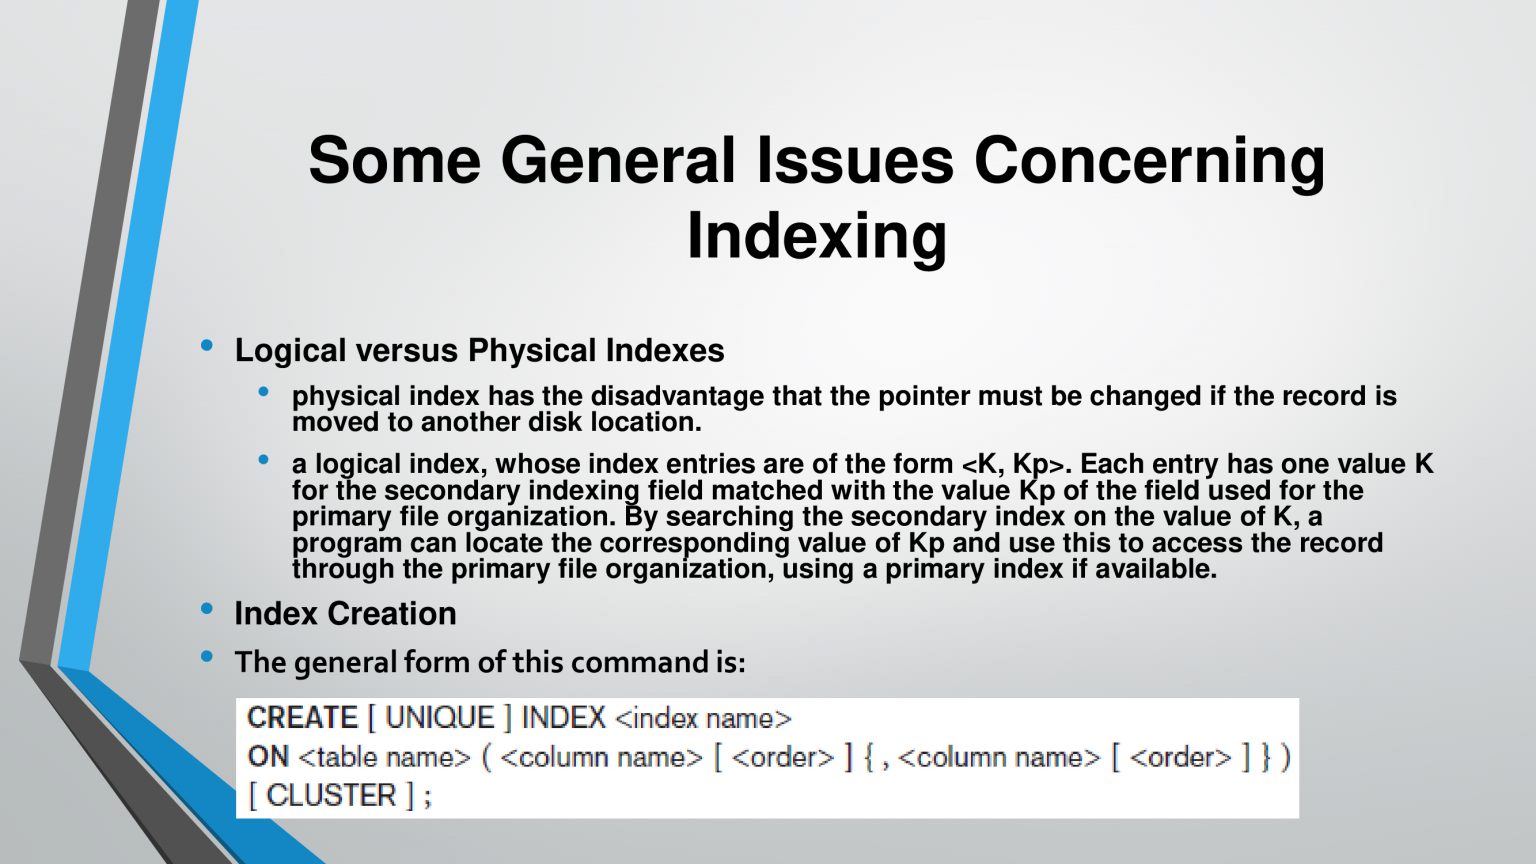 Some General Issues Concerning
Indexing
• Logical versus Physical Indexes
• physical index has the disadvantage that the pointer must be changed if the record is
moved to another disk location.
• a logical index, whose index entries are of the form <K, Kp>. Each entry has one value K
for the secondary indexing field matched with the value Kp of the field used for the
primary file organization. By searching the secondary index on the value of K, a
program can locate the corresponding value of Kp and use this to access the record
through the primary file organization, using a primary index if available.
• Index Creation
• The general form of this command is:
CREATE [ UNIQUE ] INDEX <index name>
ON <table name> ( <column name> [ <order> ] { , <column name> [ <order> ] } )
[ CLUSTER ] ;